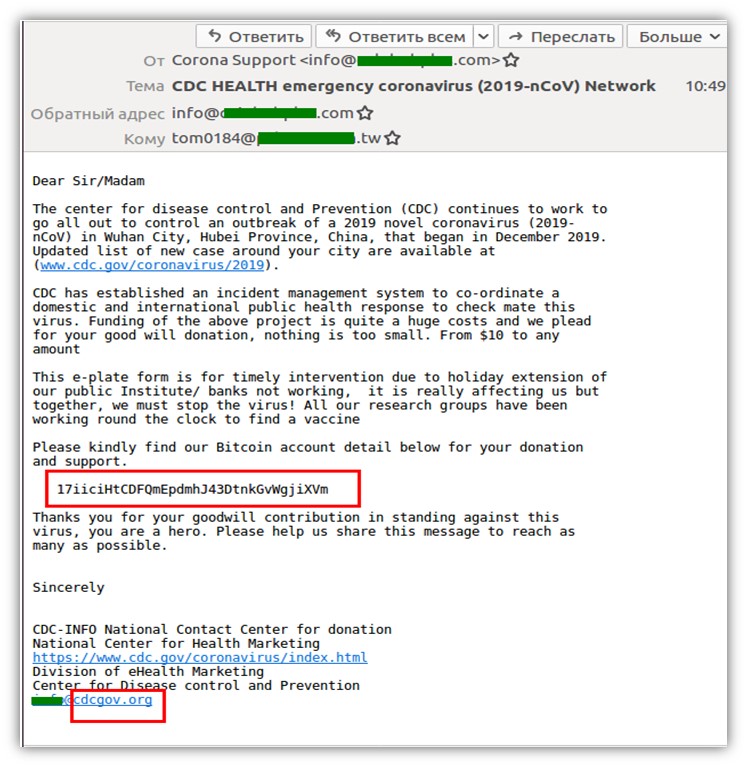 Ответить Ответить всем Переслать Больше
От Corona Support <info@ .com>
Тема CDC HEALTH emergency coronavirus (2019-nCoV) Network 10:49
Обратный адрес info@ .com
Кому tom0184@ .tw
Dear Sir/Madam
The center for disease control and Prevention (CDC) continues to work to
go all out to control an outbreak of a 2019 novel coronavirus (2019-
nCoV) in Wuhan City, Hubei Province, China, that began in December 2019.
Updated list of new case around your city are available at
(www.cdc.gov/coronavirus/2019).
CDC has established an incident management system to co-ordinate a
domestic and international public health response to check mate this
virus. Funding of the above project is quite a huge costs and we plead
for your good will donation, nothing is too small. From $10 to any
amount
This e-plate form is for timely intervention due to holiday extension of
our public Institute/ banks not working,  it is really affecting us but
together, we must stop the virus! All our research groups have been
working round the clock to find a vaccine
Please kindly find our Bitcoin account detail below for your donation
and support.
17iiciHtCDFQmEpdmhJ43DtnkGvWgjiXVm
Thanks you for your goodwill contribution in standing against this
virus, you are a hero. Please help us share this message to reach as
many as possible.
Sincerely
CDC-INFO National Contact Center for donation
National Center for Health Marketing
https://www.cdc.gov/coronavirus/index.html
Division of eHealth Marketing
Center for Disease control and Prevention
@cdcgov.org